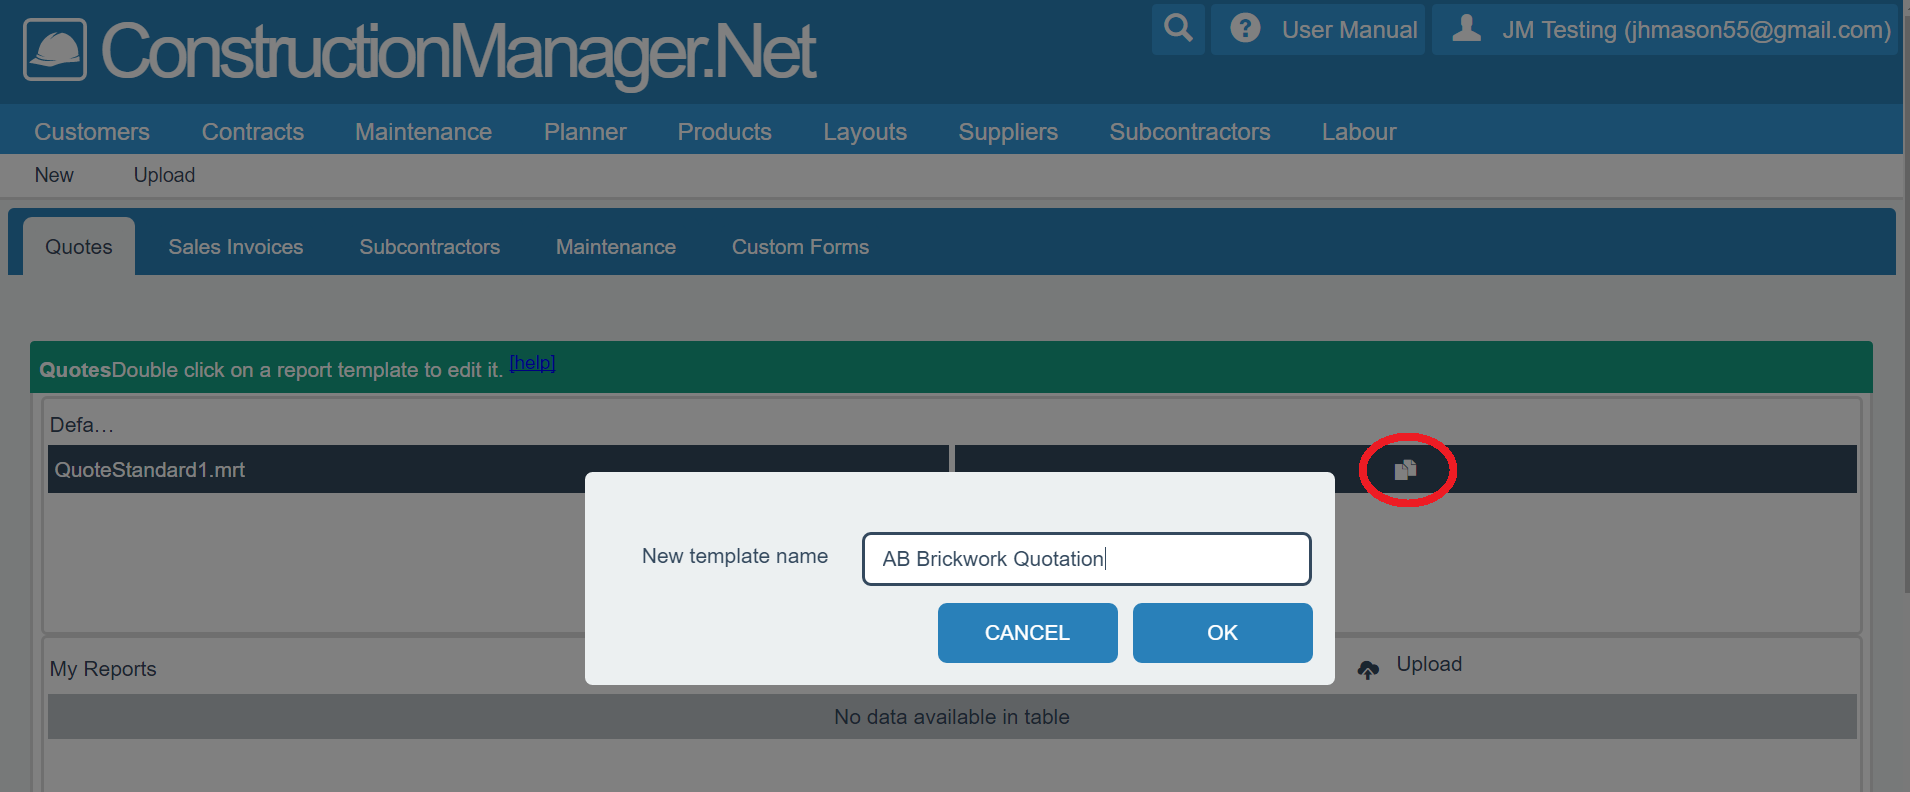 ConstructionManager.Net
? User Manual JM Testing (jhmason55@gmail.com)
Customers Contracts Maintenance Planner Products Layouts Suppliers Subcontractors Labour
New Upload
Quotes Sales Invoices Subcontractors Maintenance Custom Forms
QuotesDouble click on a report template to edit it. [help]
Defa...
QuoteStandard1.mrt
New template name AB Brickwork Quotation
CANCEL OK
My Reports Upload
No data available in table